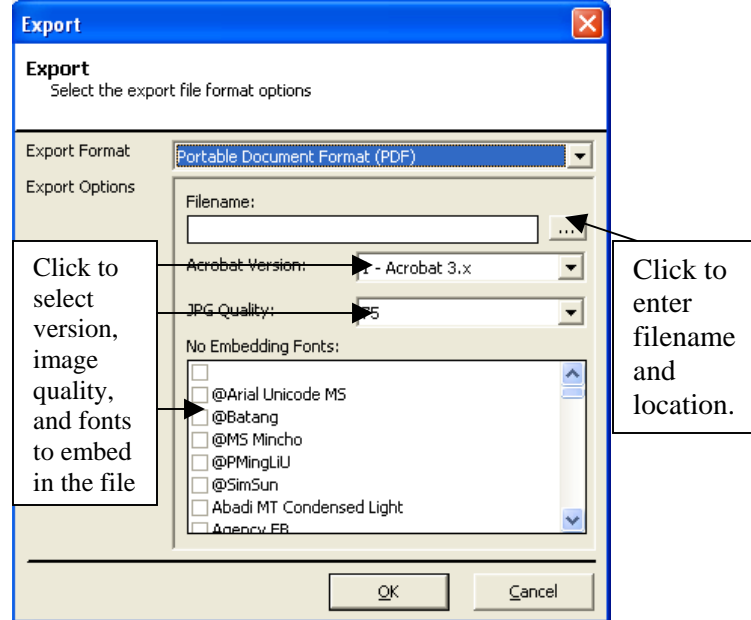 Export
Export
Select the export file format options
Export Format
Portable Document Format (PDF)
Export Options
Filename:
...
Acrobat Version:
- Acrobat 3.x
JPG Quality:
75
No Embedding Fonts:
@Arial Unicode MS
@Batang
@MS Mincho
@PMingLiU
@SimSun
Abadi MT Condensed Light
Agency FB
Click to
select
version,
image
quality,
and fonts
to embed
in the file
Click to
enter
filename
and
location.
OK
Cancel